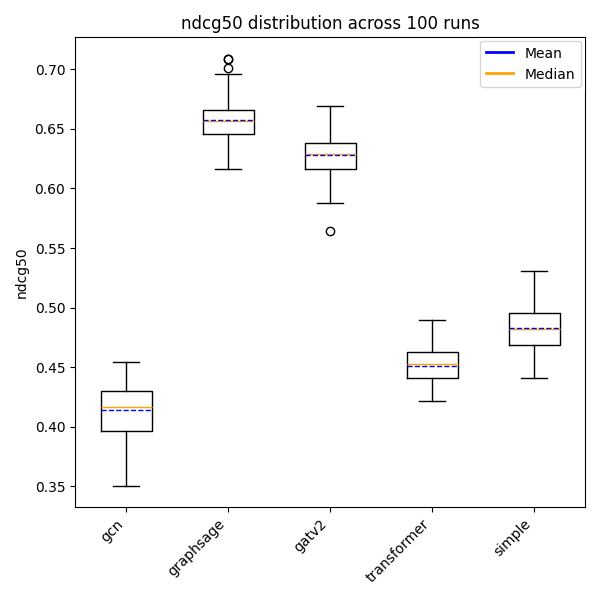 ndcg50 distribution across 100 runs
Mean
Median
ndcg50
0.70
0.65
0.60
0.55
0.50
0.45
0.40
0.35
gcn
graphsage
gatv2
transformer
simple